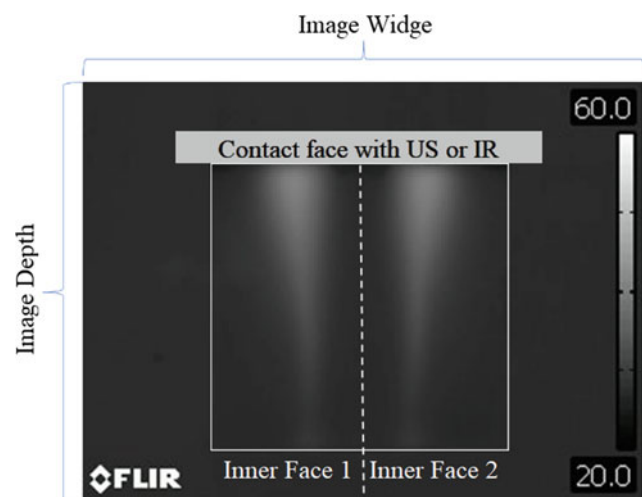 Image Widge
60.0
Contact face with US or IR
Image Depth
Inner Face 1
Inner Face 2
FLIR
20.0